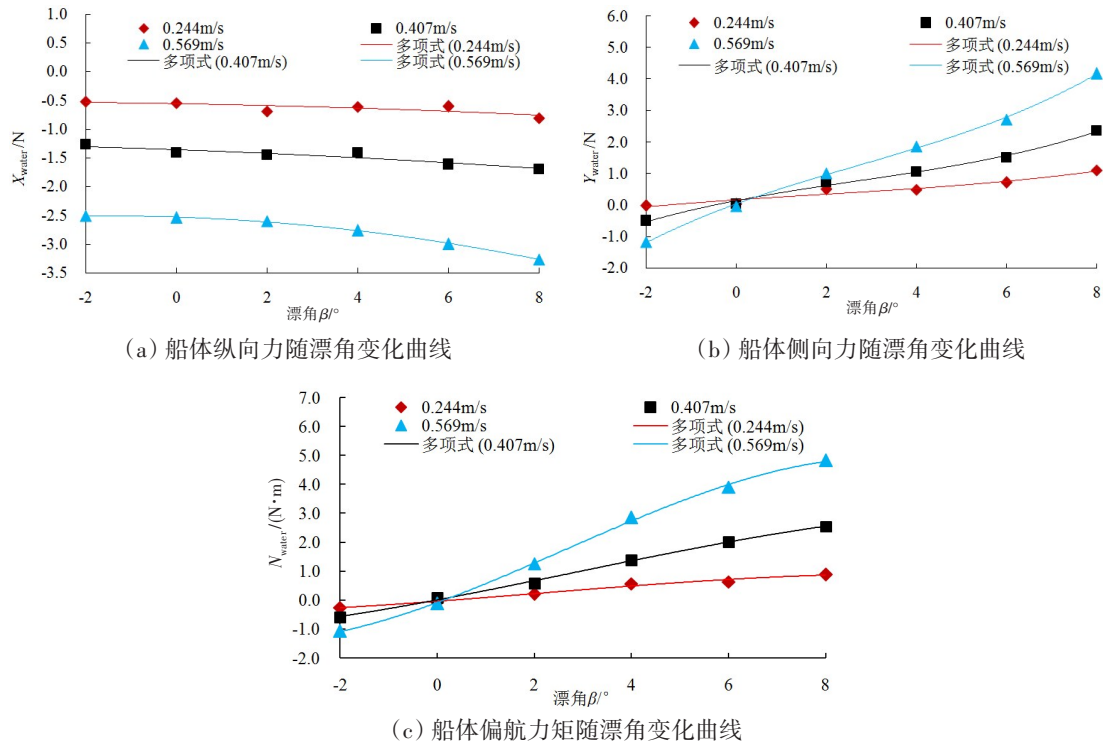 1.0
0.5
0.0
-0.5
-1.0
-1.5
-2.0
-2.5
-3.0
-3.5
X water/N
0.244m/s
0.407m/s
0.569m/s
多项式 (0.244m/s)
多项式 (0.407m/s)
多项式 (0.569m/s)
-2 0 2 4 6 8
漂角β/°
(a) 船体纵向力随漂角变化曲线
6.0
5.0
4.0
3.0
2.0
1.0
0.0
-1.0
-2.0
Y water/N
0.244m/s
0.407m/s
0.569m/s
多项式 (0.244m/s)
多项式 (0.407m/s)
多项式 (0.569m/s)
-2 0 2 4 6 8
漂角β/°
(b) 船体侧向力随漂角变化曲线
7.0
6.0
5.0
4.0
3.0
2.0
1.0
0.0
-1.0
-2.0
N water/(N·m)
0.244m/s
0.407m/s
0.569m/s
多项式 (0.244m/s)
多项式 (0.407m/s)
多项式 (0.569m/s)
-2 0 2 4 6 8
漂角β/°
(c) 船体偏航力矩随漂角变化曲线